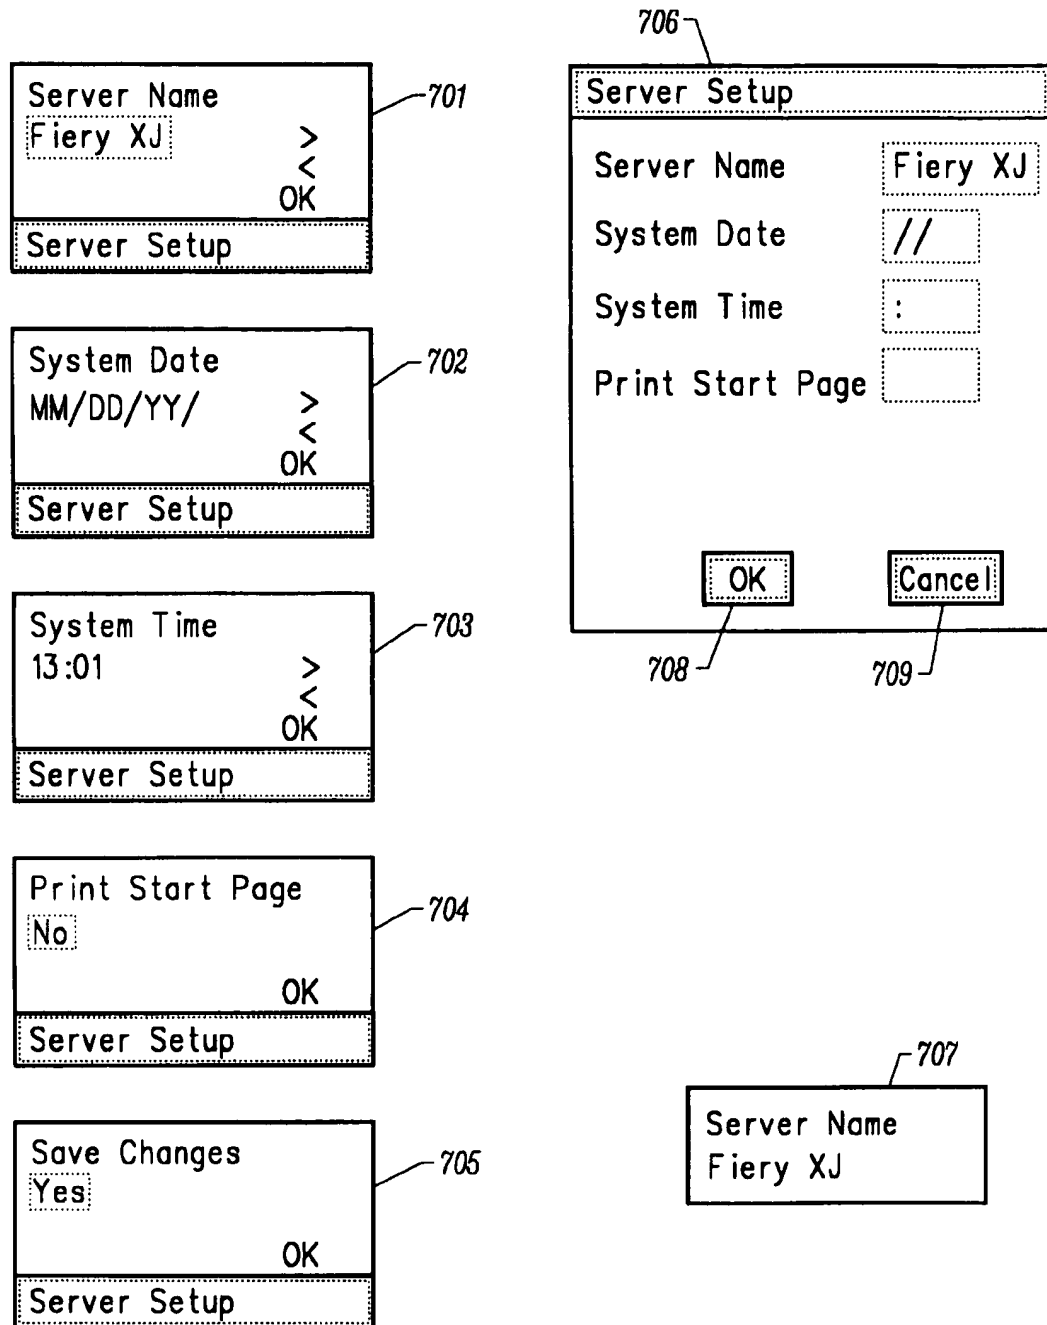 Server Name
Fiery XJ
>
<
OK
Server Setup
701
System Date
MM/DD/YY/
>
<
OK
Server Setup
702
System Time
13:01
>
<
OK
Server Setup
703
Print Start Page
No
OK
Server Setup
704
Save Changes
Yes
OK
Server Setup
705
706
Server Setup
Server Name Fiery XJ
System Date //
System Time :
Print Start Page
OK Cancel
708 709
707
Server Name
Fiery XJ